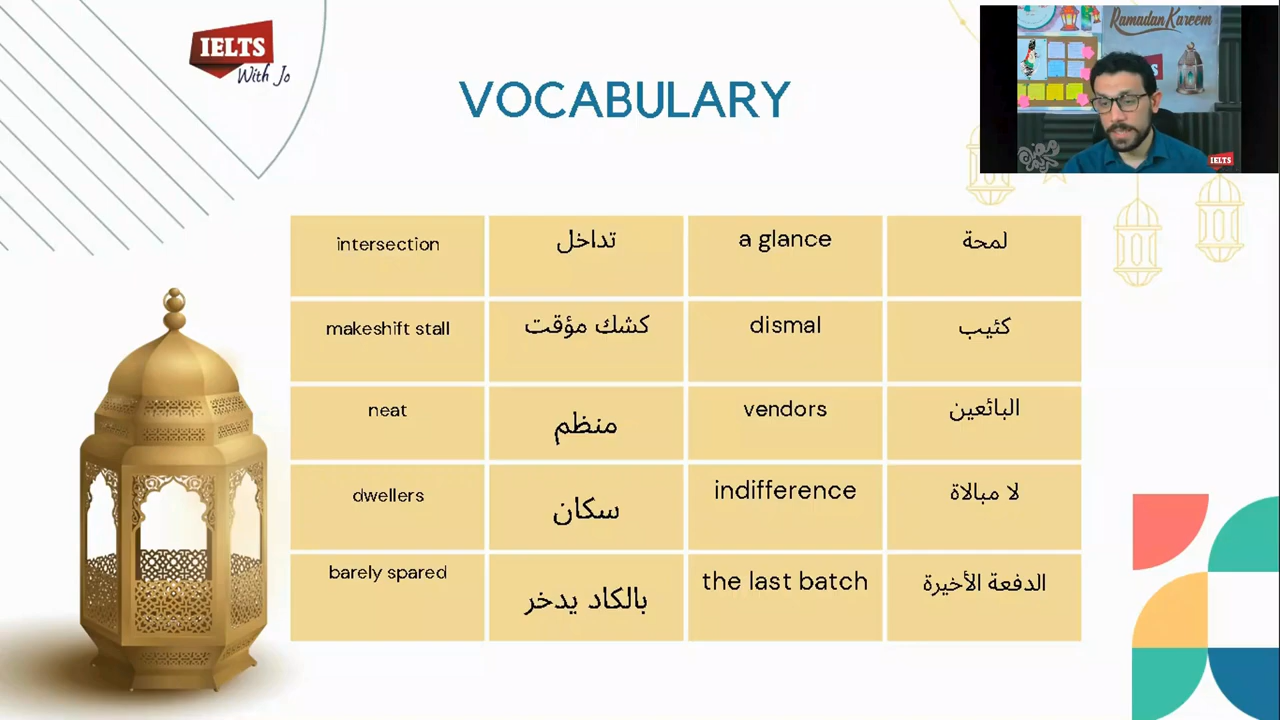 IELTS
With Jo
Ramadan Kareem
VOCABULARY
IELTS
intersection تداخل a glance لمحة
makeshift stall كشك مؤقت dismal كئيب
neat منظم vendors البائعين
dwellers سكان indifference لا مبالاة
barely spared بالكاد يدخر the last batch الدفعة الأخيرة